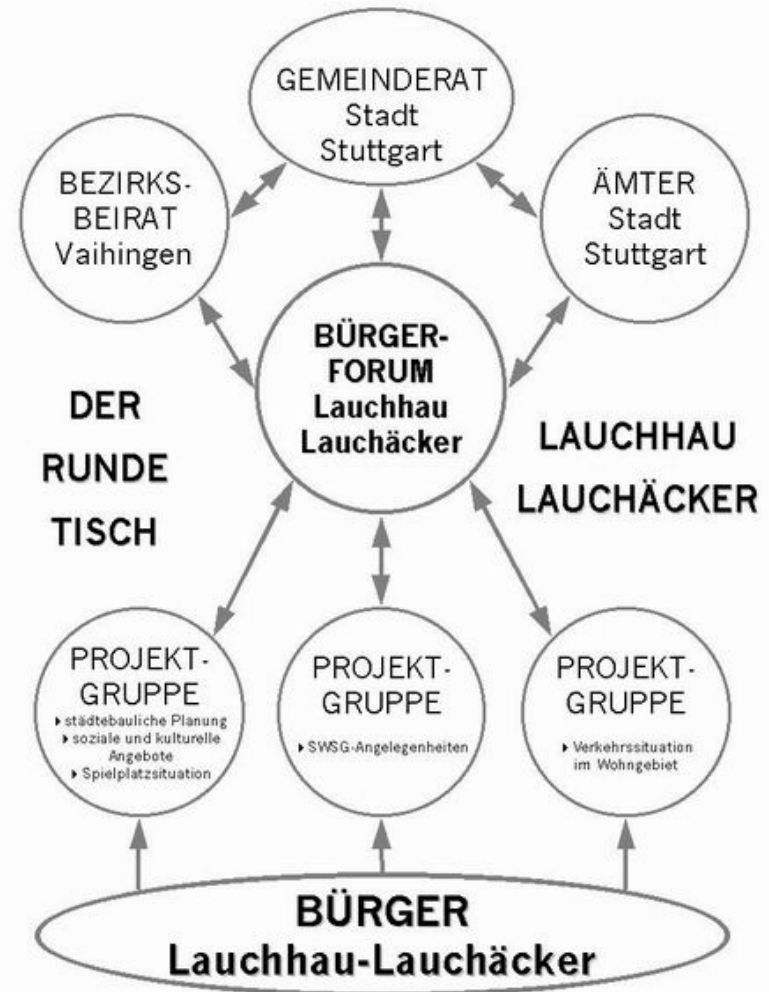 GEMEINDERAT
Stadt
Stuttgart
BEZIRKS-
BEIRAT
Vaihingen
ÄMTER
Stadt
Stuttgart
BÜRGER-
FORUM
Lauchhau
Lauchäcker
DER
RUNDE
TISCH
LAUCHHAU
LAUCHÄCKER
PROJEKT-
GRUPPE
städtebauliche Planung
soziale und kulturelle
Angebote
Spielplatzsituation
PROJEKT-
GRUPPE
SWSG-Angelegenheiten
PROJEKT-
GRUPPE
Verkehrssituation
im Wohngebiet
BÜRGER
Lauchhau-Lauchäcker